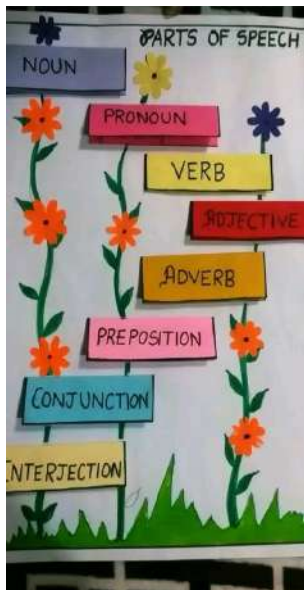 PARTS OF SPEECH
NOUN
PRONOUN
VERB
ADJECTIVE
ADVERB
PREPOSITION
CONJUNCTION
INTERJECTION